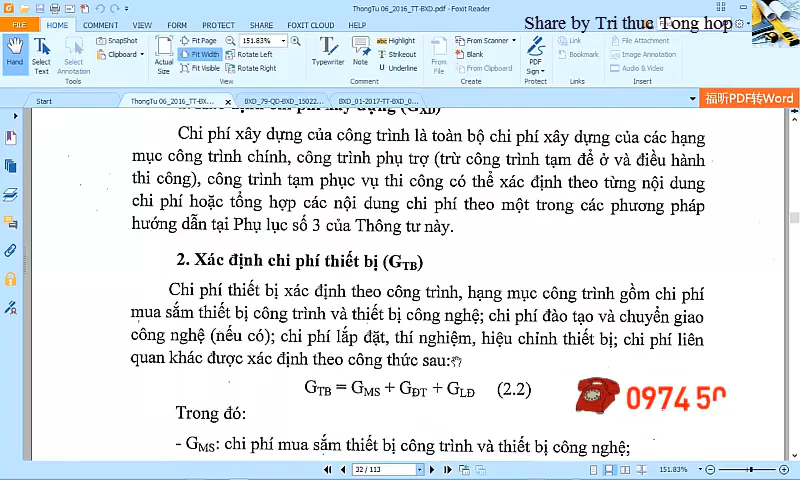 ThongTu 06_2016_TT-BXD.pdf - Foxit Reader
Share by Tri thuc Tong hop
FILE HOME COMMENT VIEW FORM PROTECT SHARE FOXIT CLOUD HELP
Hand
Select Text
Select Annotation
SnapShot
Clipboard
Tools
Actual Size
Fit Page
Fit Width
Fit Visible
151.83%
Rotate Left
Rotate Right
View
Typewriter
Note
Highlight
Strikeout
Underline
Comment
From File
From Scanner
Blank
From Clipboard
Create
PDF Sign
Protect
Link
Bookmark
Links
File Attachment
Image Annotation
Audio & Video
Insert
Start
ThongTu 06_2016_TT-BX...
BXD_79-QD-BXD_15022...
BXD_01-2017-TT-BXD_0...
福昕PDF转Word
Chi phí xây dựng của công trình là toàn bộ chi phí xây dựng của các hạng
mục công trình chính, công trình phụ trợ (trừ công trình tạm để ở và điều hành
thi công), công trình tạm phục vụ thi công có thể xác định theo từng nội dung
chi phí hoặc tổng hợp các nội dung chi phí theo một trong các phương pháp
hướng dẫn tại Phụ lục số 3 của Thông tư này.
2. Xác định chi phí thiết bị (GTB)
Chi phí thiết bị xác định theo công trình, hạng mục công trình gồm chi phí
mua sắm thiết bị công trình và thiết bị công nghệ; chi phí đào tạo và chuyển giao
công nghệ (nếu có); chi phí lắp đặt, thí nghiệm, hiệu chỉnh thiết bị; chi phí liên
quan khác được xác định theo công thức sau:
GTB = GMS + GĐT + GLĐ (2.2)
0974 50
Trong đó:
- GMS: chi phí mua sắm thiết bị công trình và thiết bị công nghệ;
32 / 113
151.83%